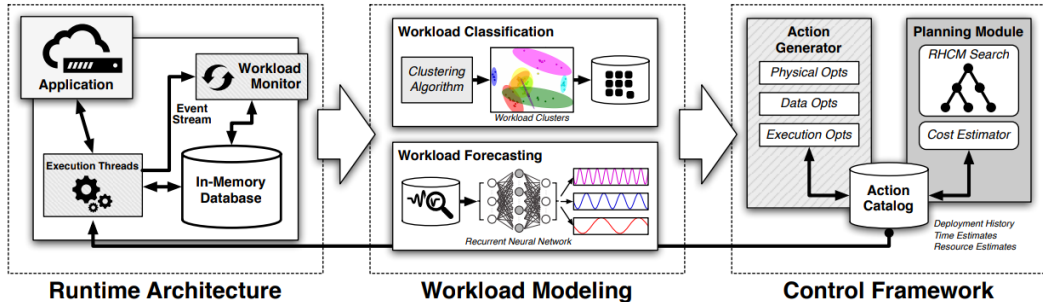 Application
Workload
Monitor
Event
Stream
Execution Threads
In-Memory
Database
Runtime Architecture
Workload Classification
Clustering
Algorithm
Workload Clusters
Workload Forecasting
Recurrent Neural Network
Workload Modeling
Action
Generator
Physical Opts
Data Opts
Execution Opts
Planning Module
RHCM Search
Cost Estimator
Action
Catalog
Deployment History
Time Estimates
Resource Estimates
Control Framework